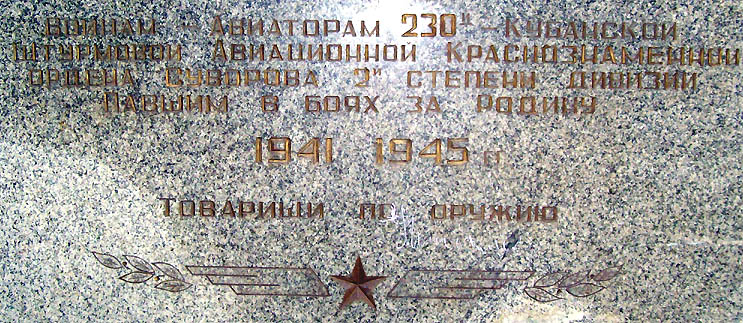 Воинам – Авиаторам 230й – Кубанской
Штурмовой Авиационной Краснознаменной
ордена Суворова 2й степени дивизии
Павшим в боях за Родину
1941 1945 гг
Товарищи по оружию